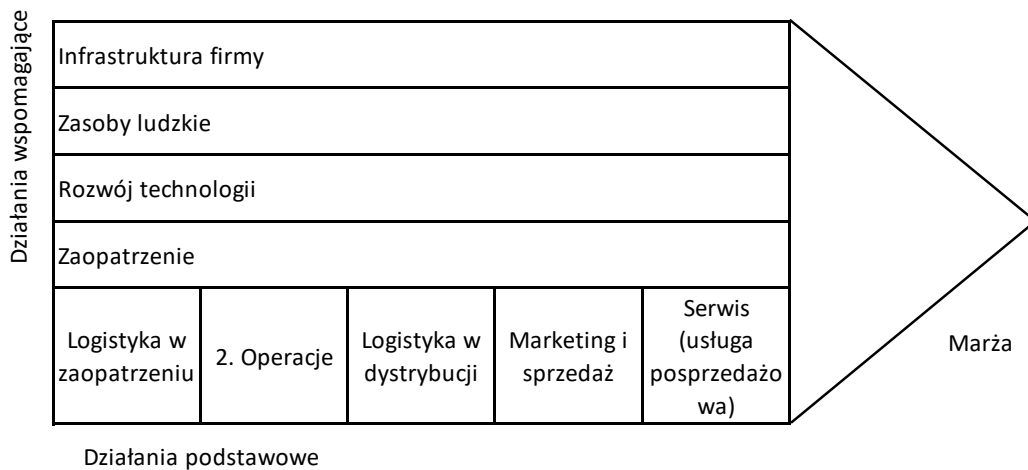 Działania wspomagające
Infrastruktura firmy
Zasoby ludzkie
Rozwój technologii
Zaopatrzenie
Logistyka w
zaopatrzeniu
2. Operacje
Logistyka w
dystrybucji
Marketing i
sprzedaż
Serwis
(usługa
posprzedażo
wa)
Marża
Działania podstawowe